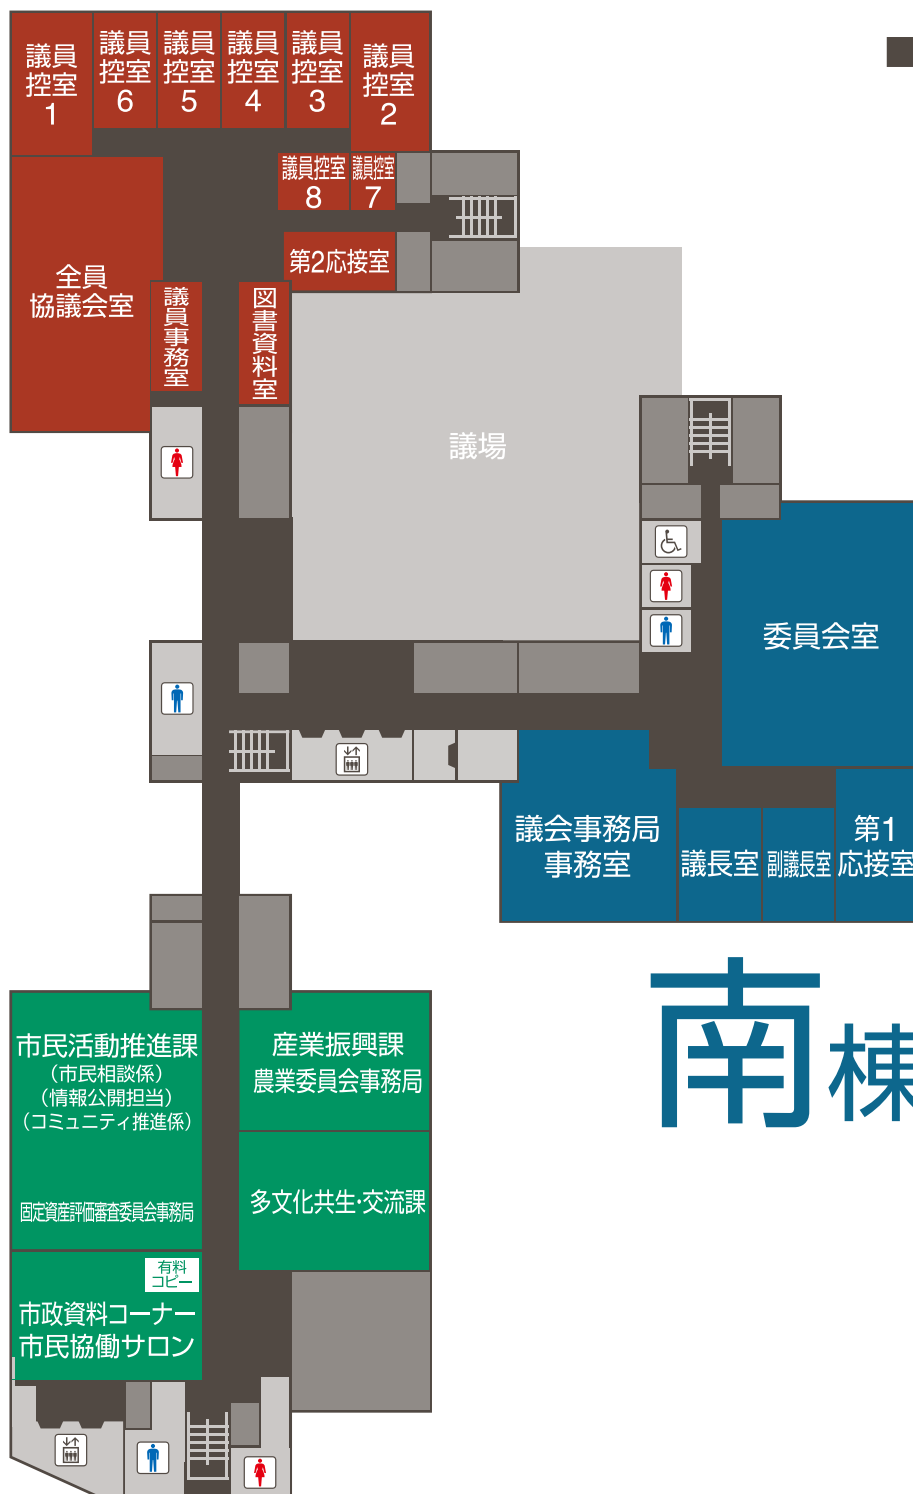 議員
控室
1
議員
控室
6
議員
控室
5
議員
控室
4
議員
控室
3
議員
控室
2
議員控室
8
議員控室
7
第2応接室
全員
協議会室
議員事務室
図書資料室
議場
委員会室
議会事務局
事務室
議長室
副議長室
第1
応接室
南棟
市民活動推進課
（市民相談係）
（情報公開担当）
（コミュニティ推進係）
固定資産評価審査委員会事務局
産業振興課
農業委員会事務局
多文化共生・交流課
有料
コピー
市政資料コーナー
市民協働サロン